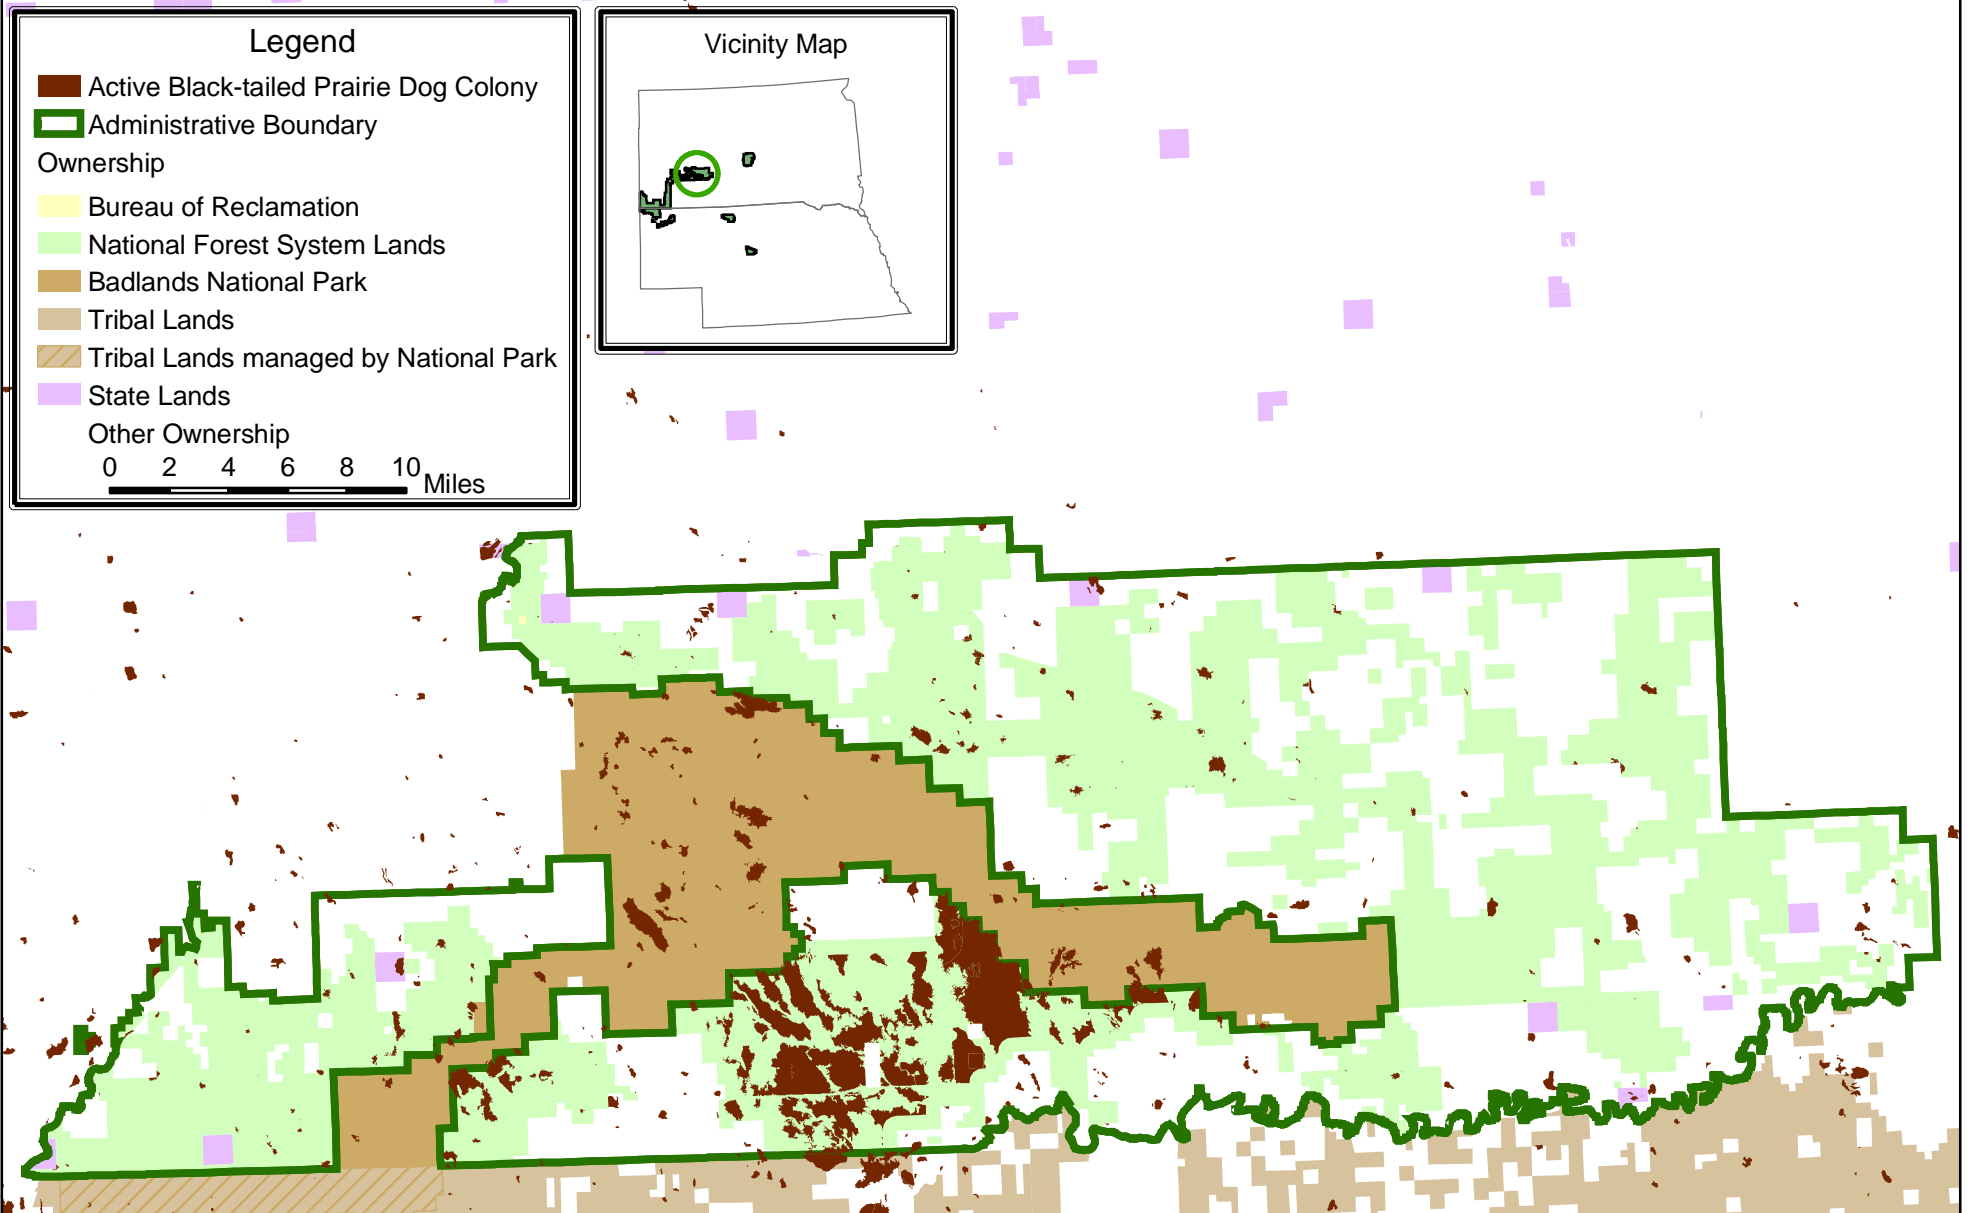 Legend
Active Black-tailed Prairie Dog Colony
Administrative Boundary
Ownership
Bureau of Reclamation
National Forest System Lands
Badlands National Park
Tribal Lands
Tribal Lands managed by National Park
State Lands
Other Ownership
0 2 4 6 8 10
Miles
Vicinity Map